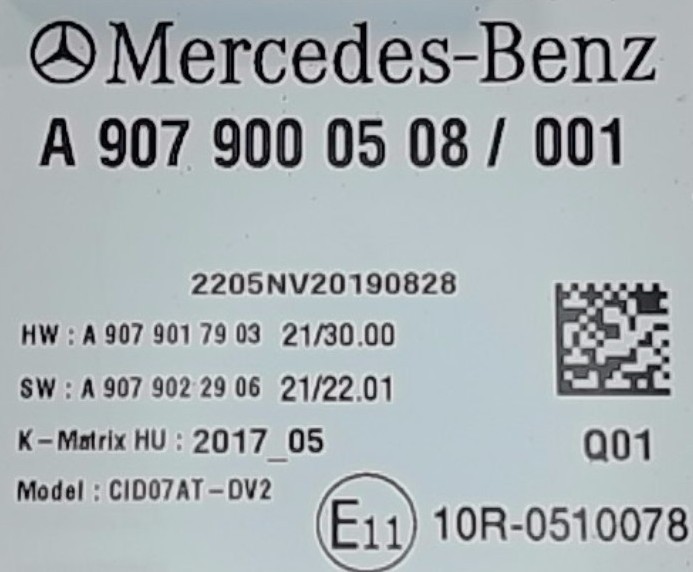 Mercedes-Benz
A 907 900 05 08 / 001
2205NV20190828
HW : A 907 901 79 03 21/30.00
SW : A 907 902 29 06 21/22.01
K-Matrix HU : 2017_05
Q01
Model : CID07AT-DV2
E11 10R-0510078